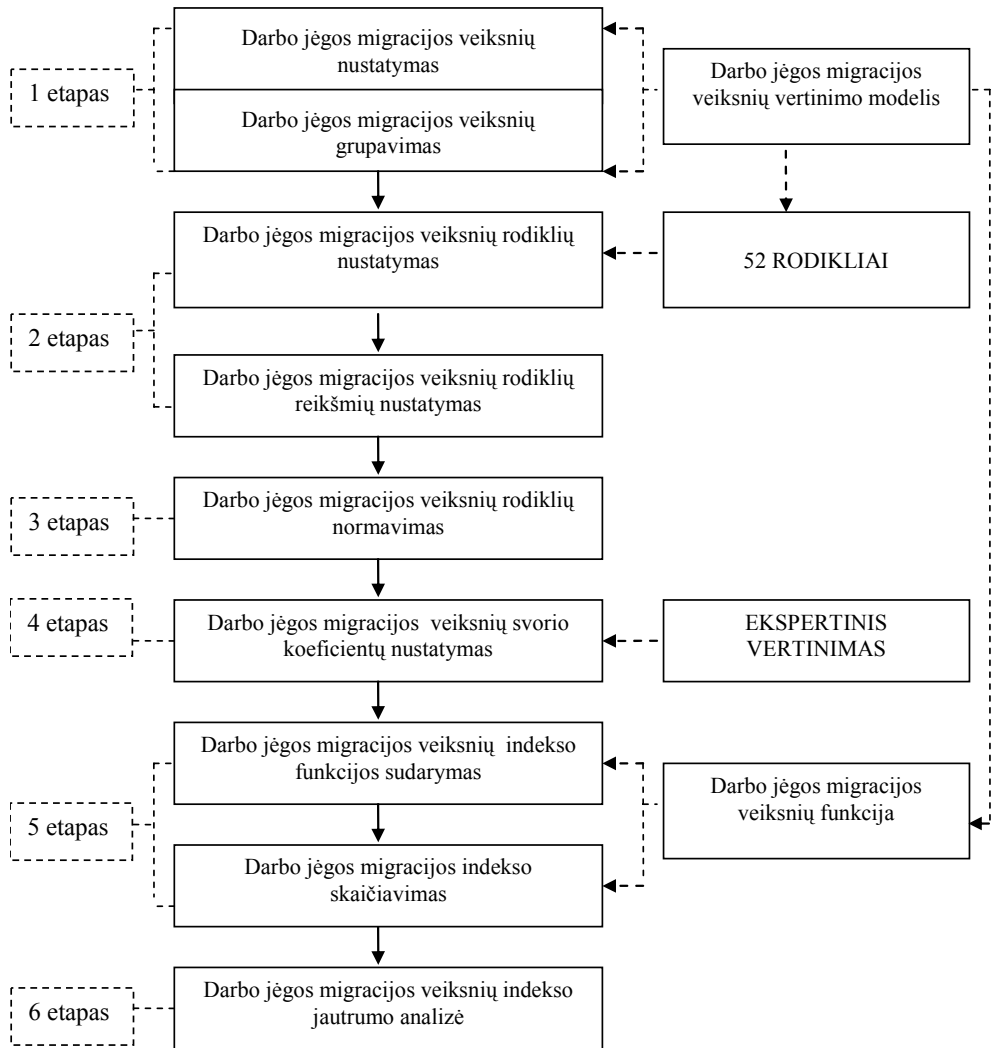 Darbo jėgos migracijos veiksnių
nustatymas
Darbo jėgos migracijos
veiksnių vertinimo modelis
1 etapas
Darbo jėgos migracijos veiksnių
grupavimas
Darbo jėgos migracijos veiksnių rodiklių
nustatymas
52 RODIKLIAI
2 etapas
Darbo jėgos migracijos veiksnių rodiklių
reikšmių nustatymas
Darbo jėgos migracijos veiksnių rodiklių
normavimas
3 etapas
4 etapas
Darbo jėgos migracijos veiksnių svorio
koeficientų nustatymas
EKSPERTINIS
VERTINIMAS
Darbo jėgos migracijos veiksnių indekso
funkcijos sudarymas
Darbo jėgos migracijos
veiksnių funkcija
5 etapas
Darbo jėgos migracijos indekso
skaičiavimas
Darbo jėgos migracijos veiksnių indekso
jautrumo analizė
6 etapas